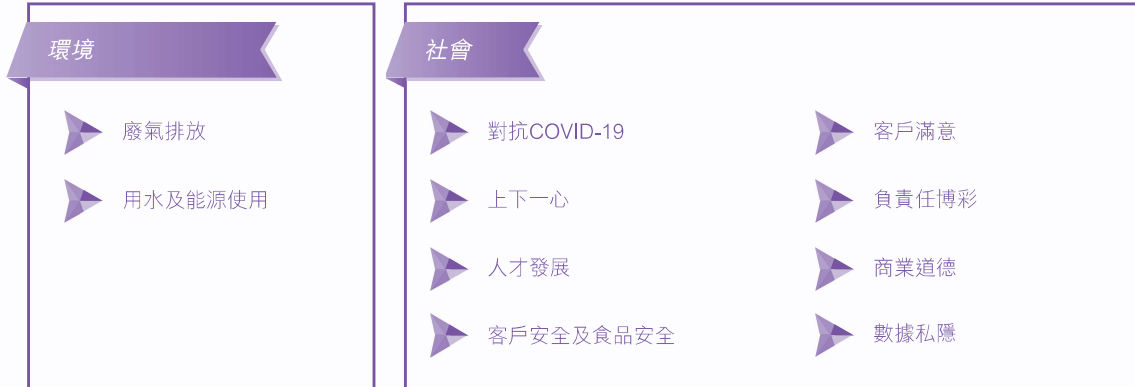 環境
廢氣排放
用水及能源使用
社會
對抗COVID-19
上下一心
人才發展
客戶安全及食品安全
客戶滿意
負責任博彩
商業道德
數據私隱